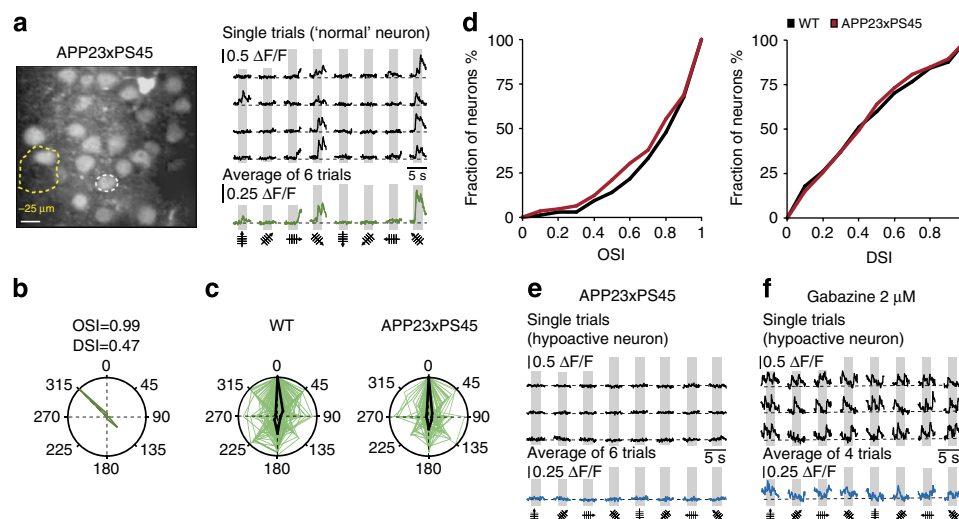 a
APP23xPS45
–25 μm
Single trials ('normal' neuron)
0.5 ΔF/F
5 s
Average of 6 trials
0.25 ΔF/F
b
OSI=0.99
DSI=0.47
0
45
90
135
180
225
270
315
c
WT
0
45
90
135
180
225
270
315
APP23xPS45
0
45
90
135
180
225
270
315
d
WT
APP23xPS45
Fraction of neurons %
100
75
50
25
0
0 0.2 0.4 0.6 0.8 1
OSI
Fraction of neurons %
100
75
50
25
0
0 0.2 0.4 0.6 0.8
DSI
e
APP23xPS45
Single trials
(hypoactive neuron)
0.5 ΔF/F
5 s
Average of 6 trials
0.25 ΔF/F
f
Gabazine 2 μM
Single trials
(hypoactive neuron)
0.5 ΔF/F
5 s
Average of 4 trials
0.25 ΔF/F